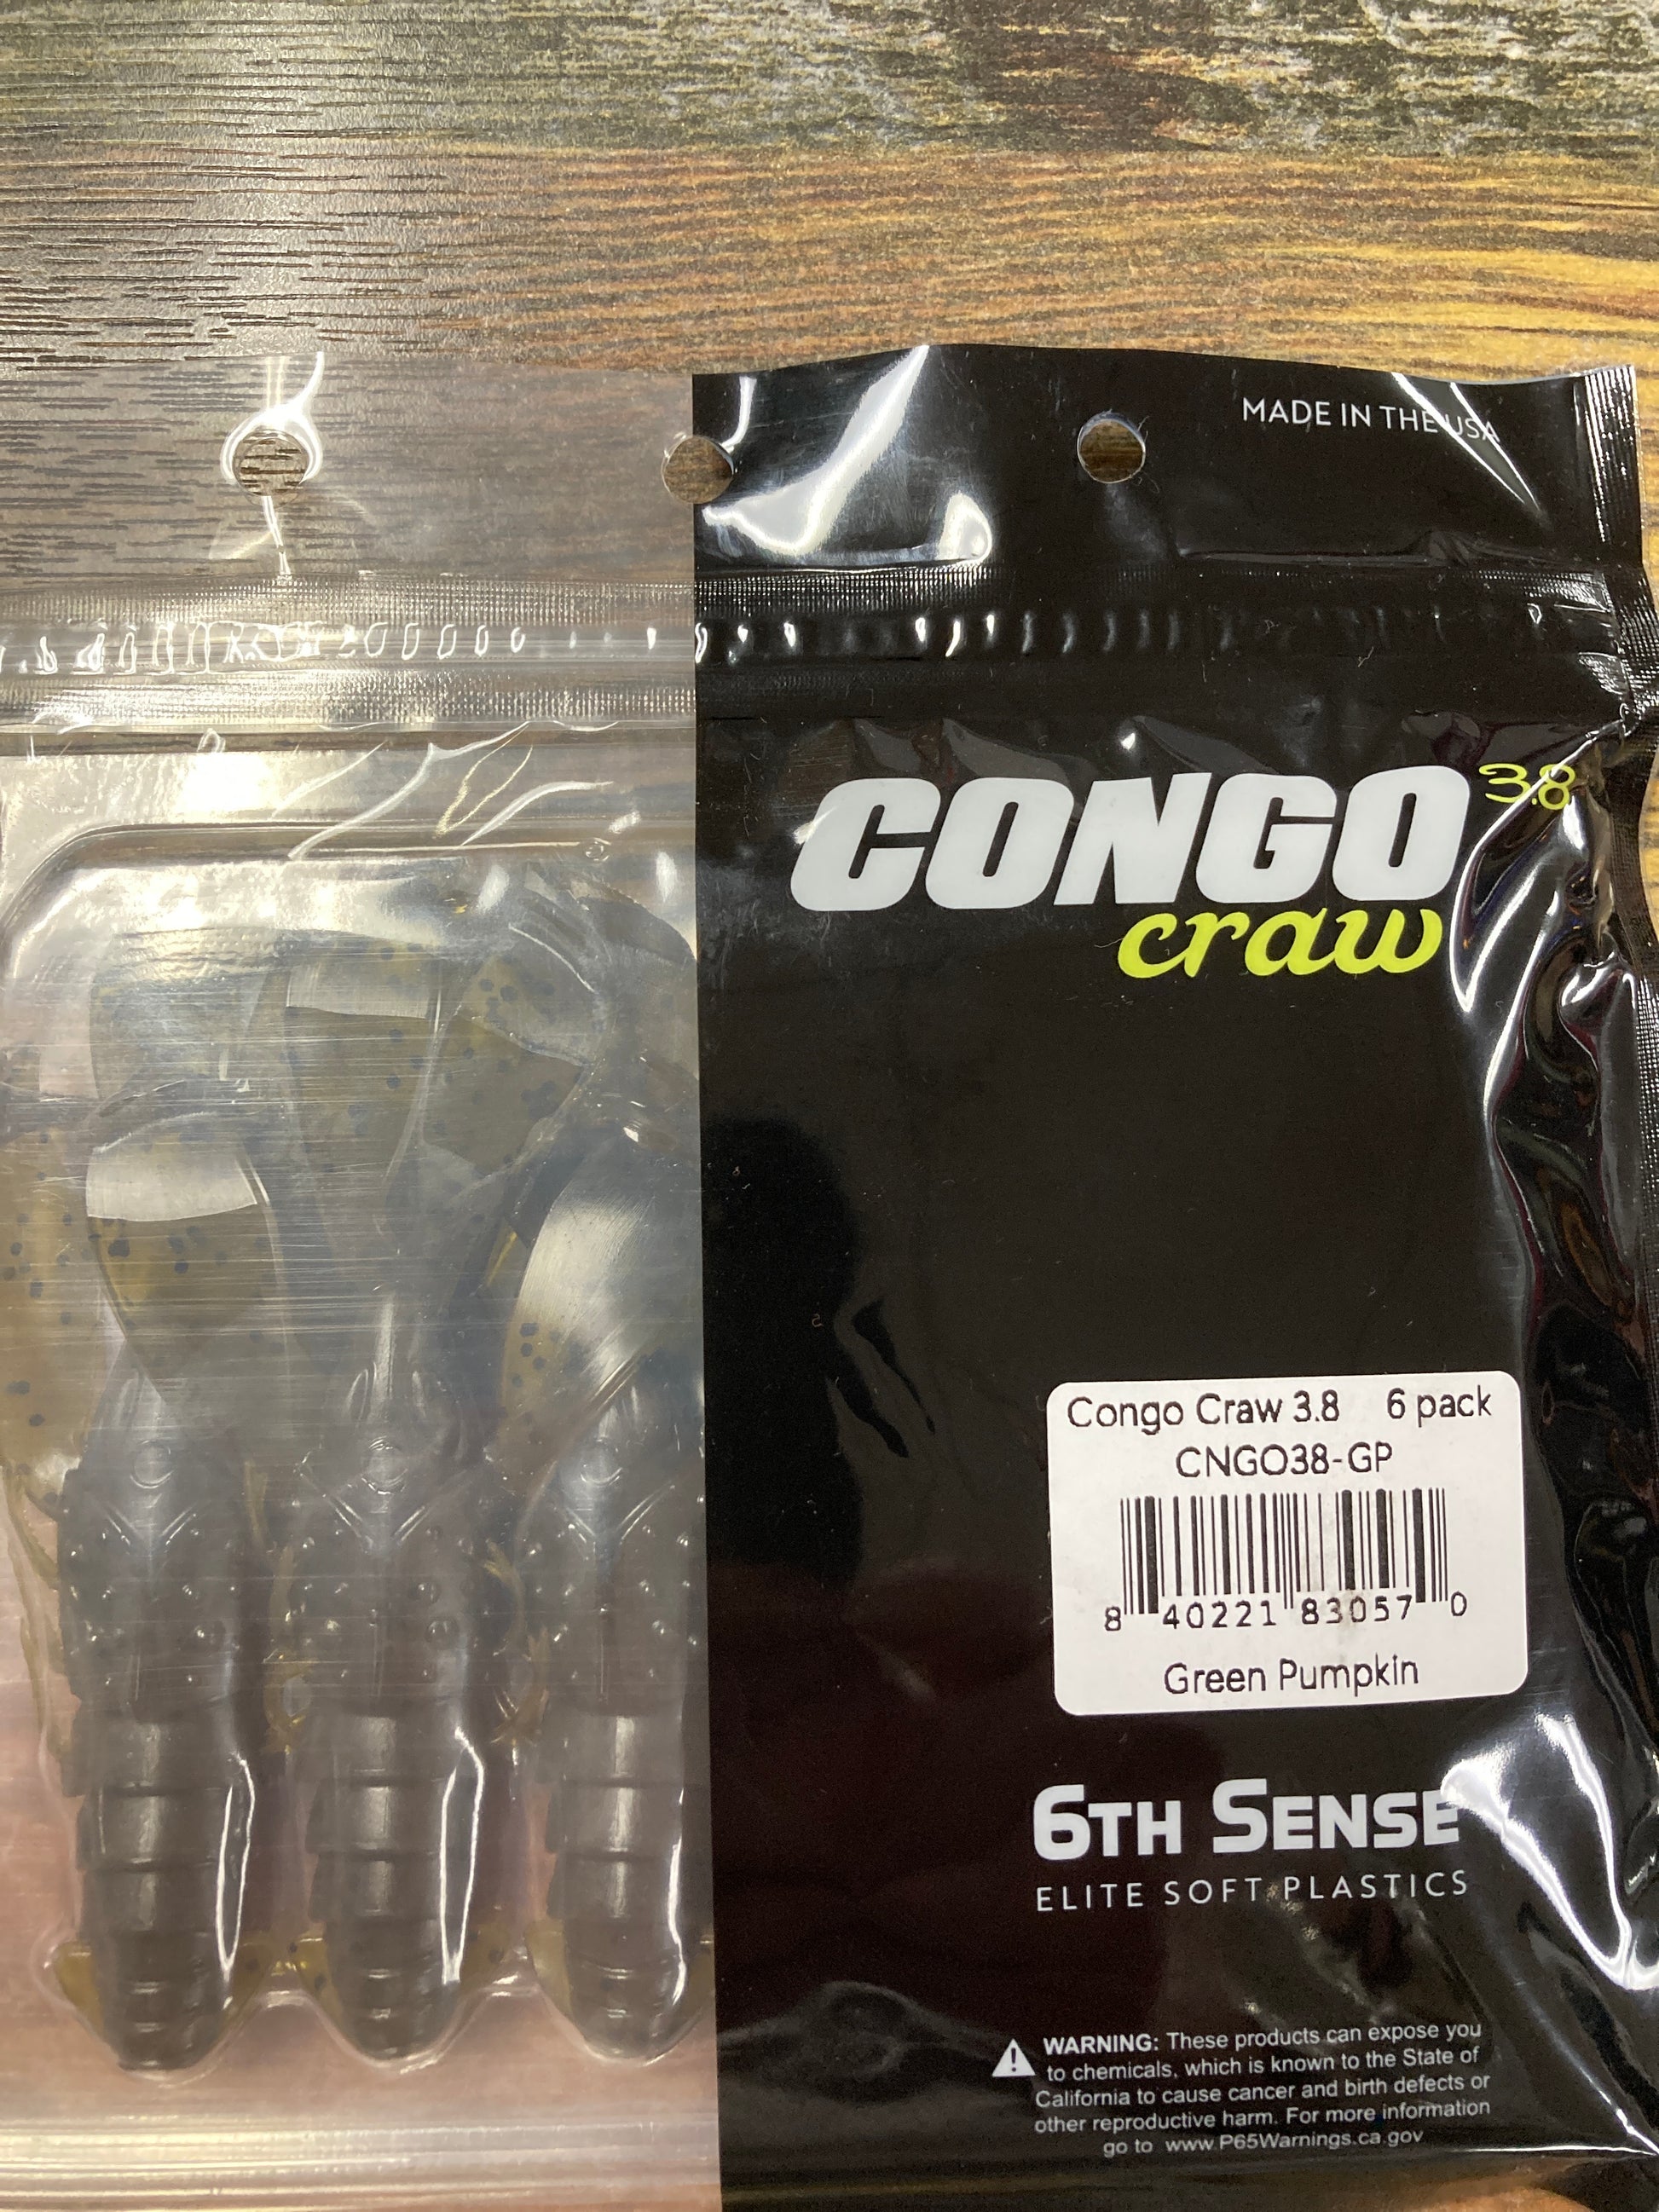 MADE IN THE USA
CONGO 3.8
craw
Congo Craw 3.8 6 pack
CNGO38-GP
8 40221 83057 0
Green Pumpkin
6TH SENSE
ELITE SOFT PLASTICS
WARNING: These products can expose you
to chemicals, which is known to the State of
California to cause cancer and birth defects or
other reproductive harm. For more information
go to www.P65Warnings.ca.gov